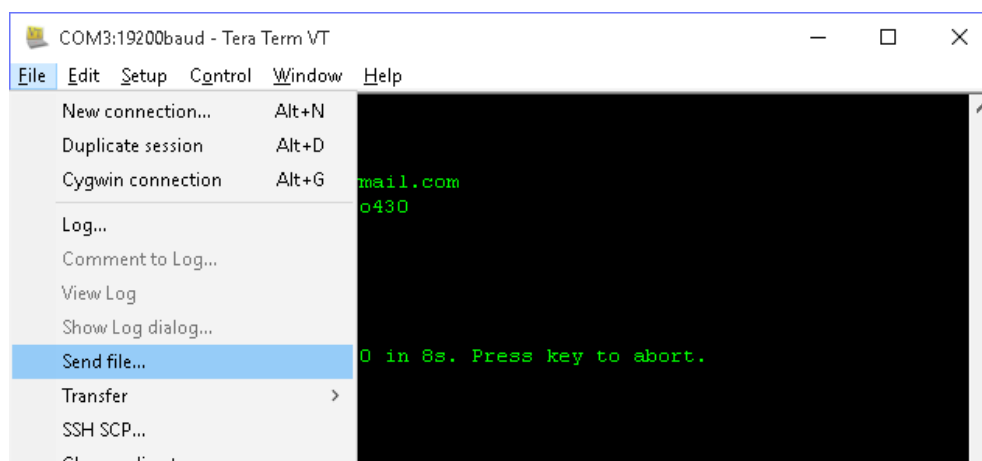 COM3:19200baud - Tera Term VT
File Edit Setup Control Window Help
New connection... Alt+N
Duplicate session Alt+D
Cygwin connection Alt+G
mail.com
o430
Log...
Comment to Log...
View Log
Show Log dialog...
Send file...
0 in 8s. Press key to abort.
Transfer
SSH SCP...